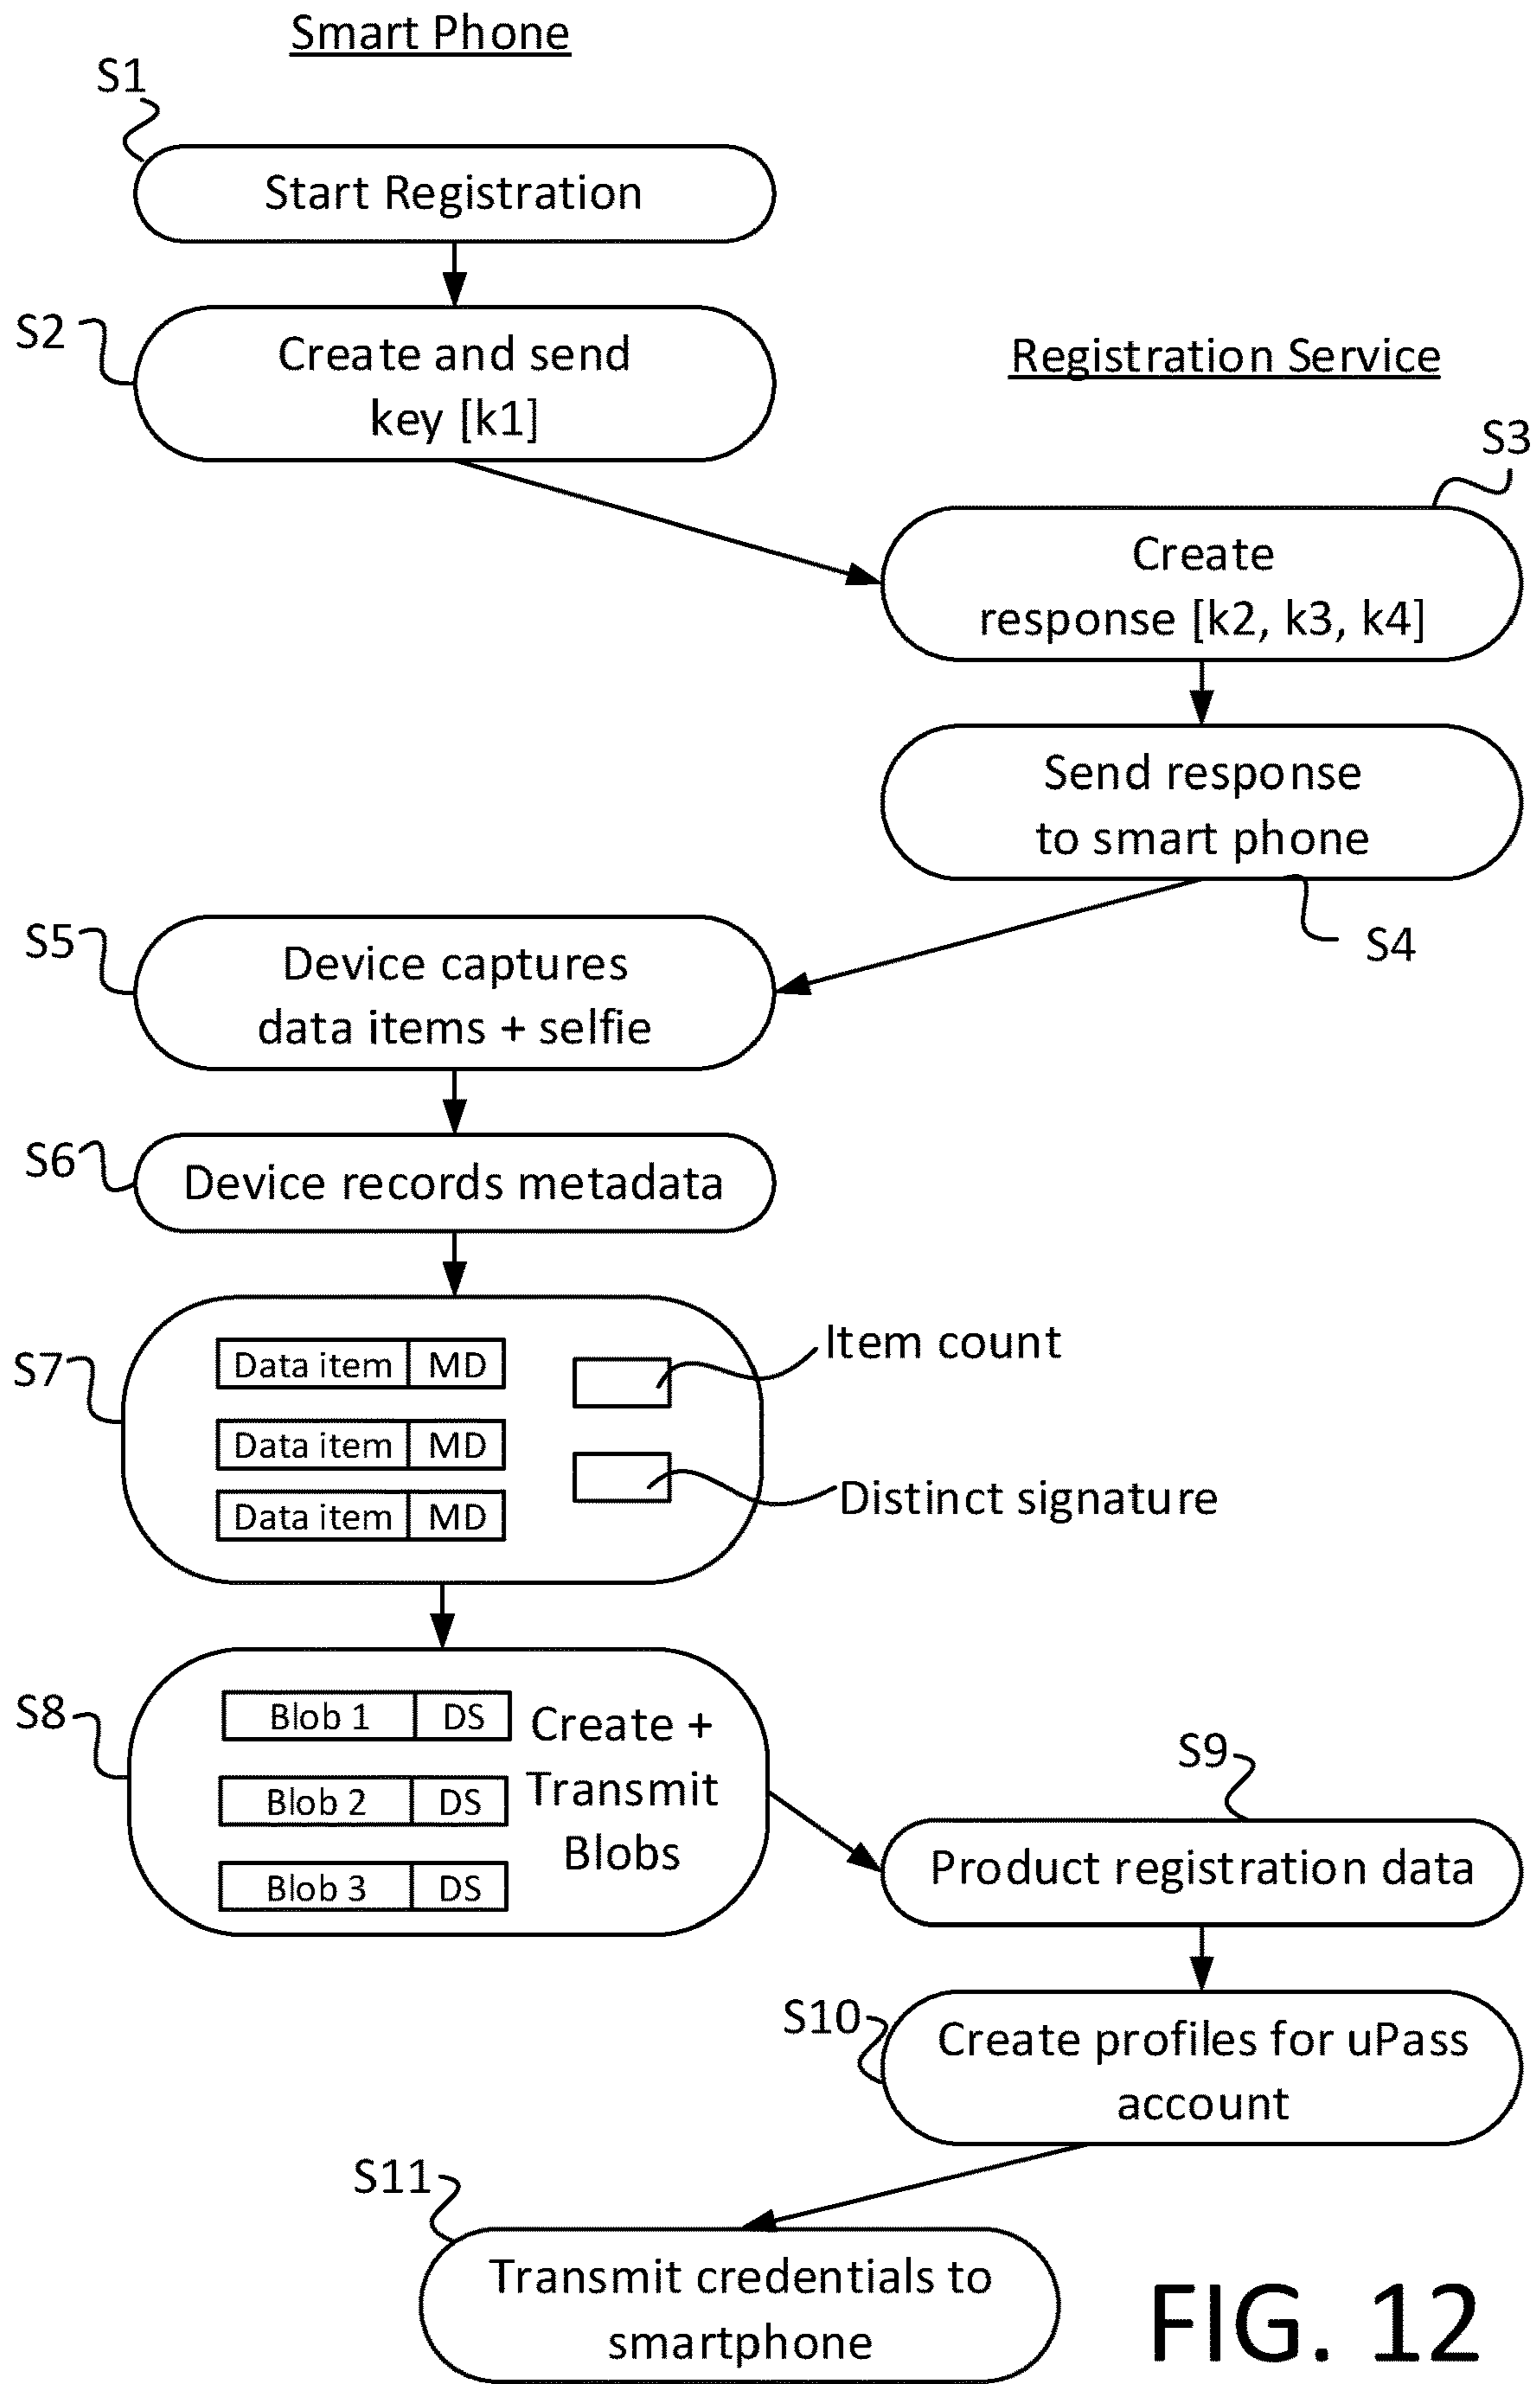 Smart Phone
S1
Start Registration
S2
Create and send
key [k1]
Registration Service
S3
Create
response [k2, k3, k4]
Send response
to smart phone
S4
S5
Device captures
data items + selfie
S6
Device records metadata
S7
Data item MD
Data item MD
Data item MD
Item count
Distinct signature
S8
Blob 1 DS
Blob 2 DS
Blob 3 DS
Create +
Transmit
Blobs
S9
Product registration data
S10
Create profiles for uPass
account
S11
Transmit credentials to
smartphone
FIG. 12